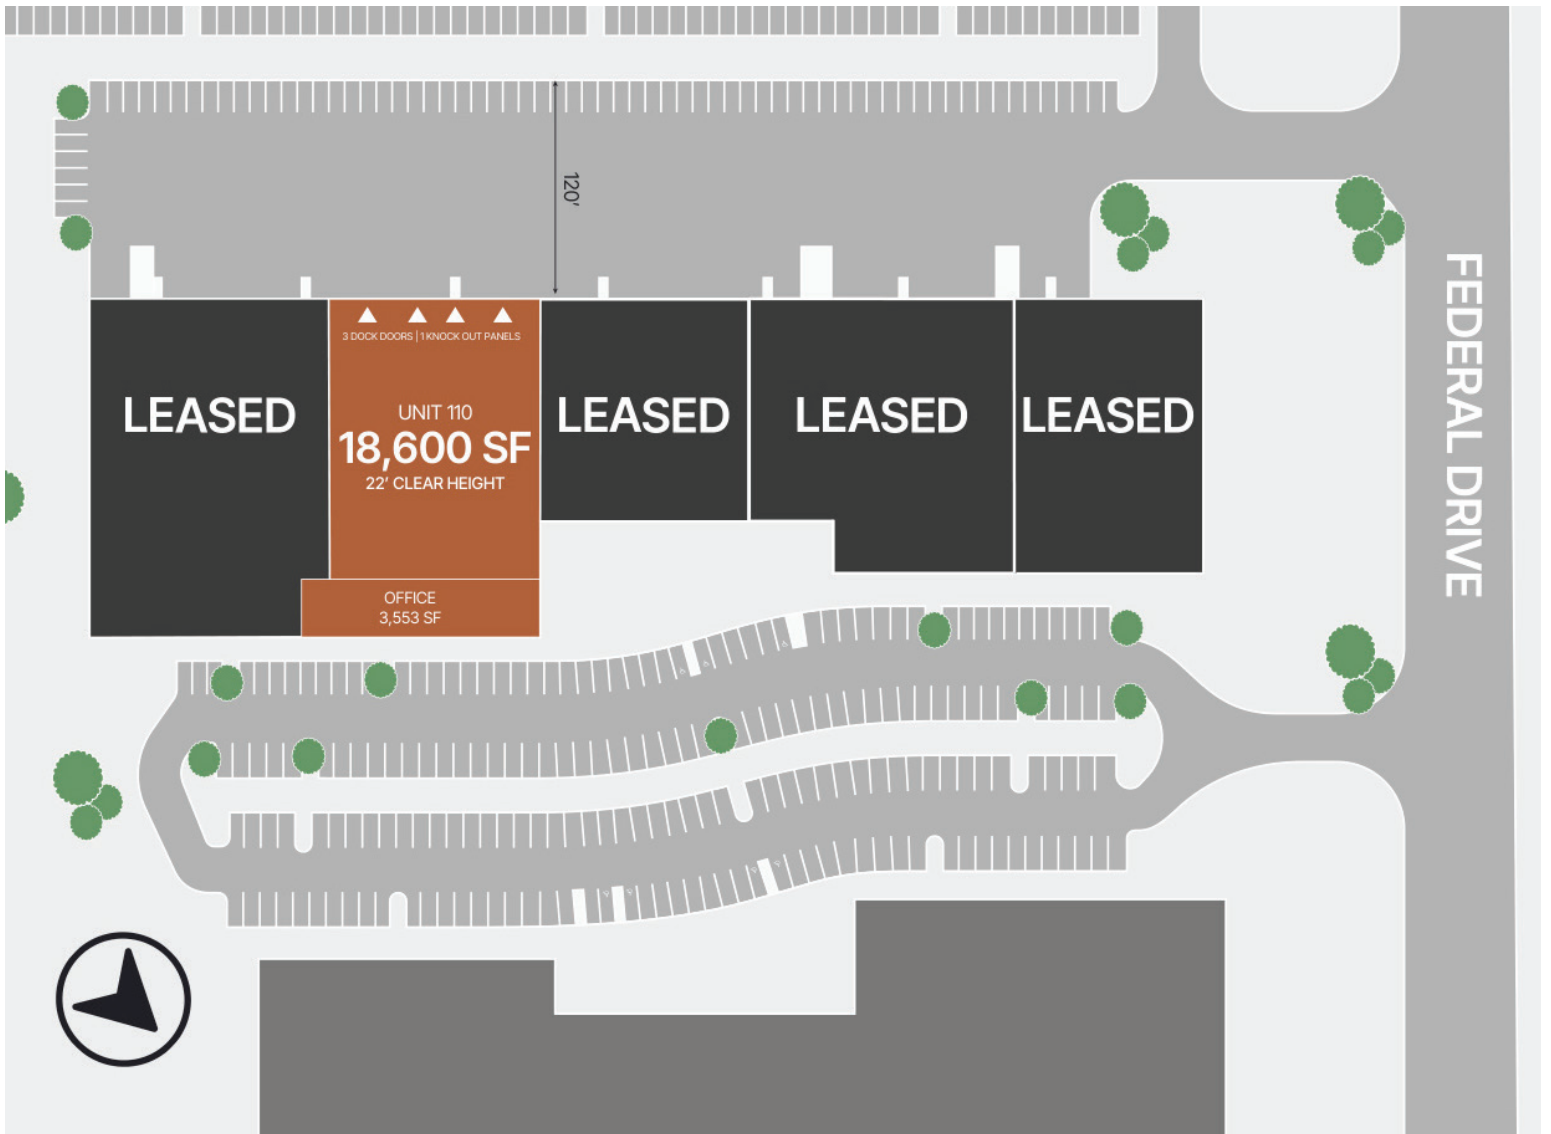 120'
3 DOCK DOORS | 1 KNOCK OUT PANELS
LEASED
UNIT 110
18,600 SF
22' CLEAR HEIGHT
LEASED
LEASED
LEASED
OFFICE
3,553 SF
FEDERAL DRIVE